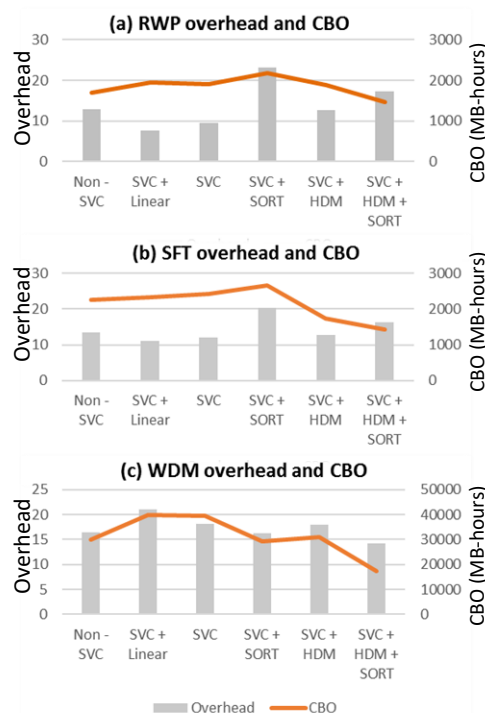 (a) RWP overhead and CBO
30
20
10
0
Overhead
3000
2000
1000
0
CBO (MB-hours)
Non - SVC
SVC + Linear
SVC
SVC + SORT
SVC + HDM
SVC + HDM + SORT
(b) SFT overhead and CBO
30
20
10
0
Overhead
3000
2000
1000
0
CBO (MB-hours)
Non - SVC
SVC + Linear
SVC
SVC + SORT
SVC + HDM
SVC + HDM + SORT
(c) WDM overhead and CBO
25
20
15
10
5
0
Overhead
50000
40000
30000
20000
10000
0
CBO (MB-hours)
Non - SVC
SVC + Linear
SVC
SVC + SORT
SVC + HDM
SVC + HDM + SORT
Overhead
CBO